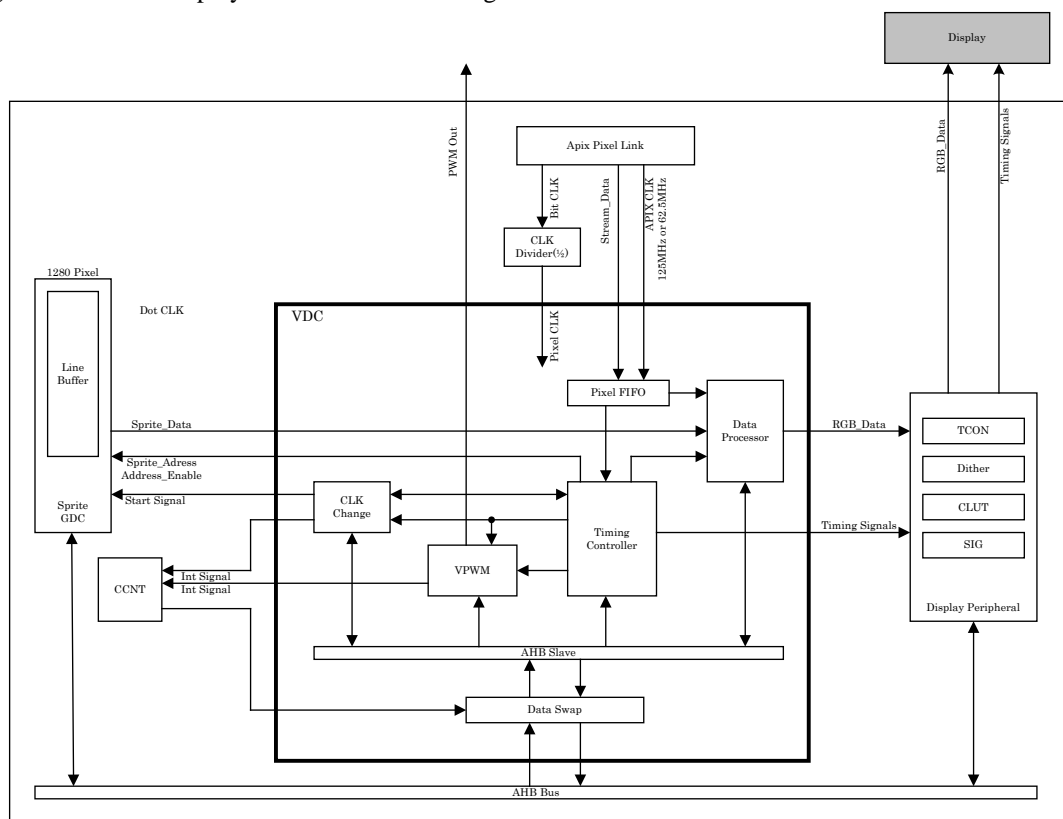 Display
PWM Out
RGB_Data
Timing Signals
Apix Pixel Link
Bit CLK
Stream_Data
APIX CLK
125MHz or 62.5MHz
CLK
Divider(½)
1280 Pixel
Dot CLK
VDC
Pixel CLK
Line
Buffer
Pixel FIFO
Data
Processor
Sprite_Data
RGB_Data
TCON
Sprite_Adress
Address_Enable
Dither
Start Signal
CLK
Change
Sprite
GDC
CLUT
Timing
Controller
Timing Signals
SIG
VPWM
CCNT
Int Signal
Int Signal
Display Peripheral
AHB Slave
Data Swap
AHB Bus